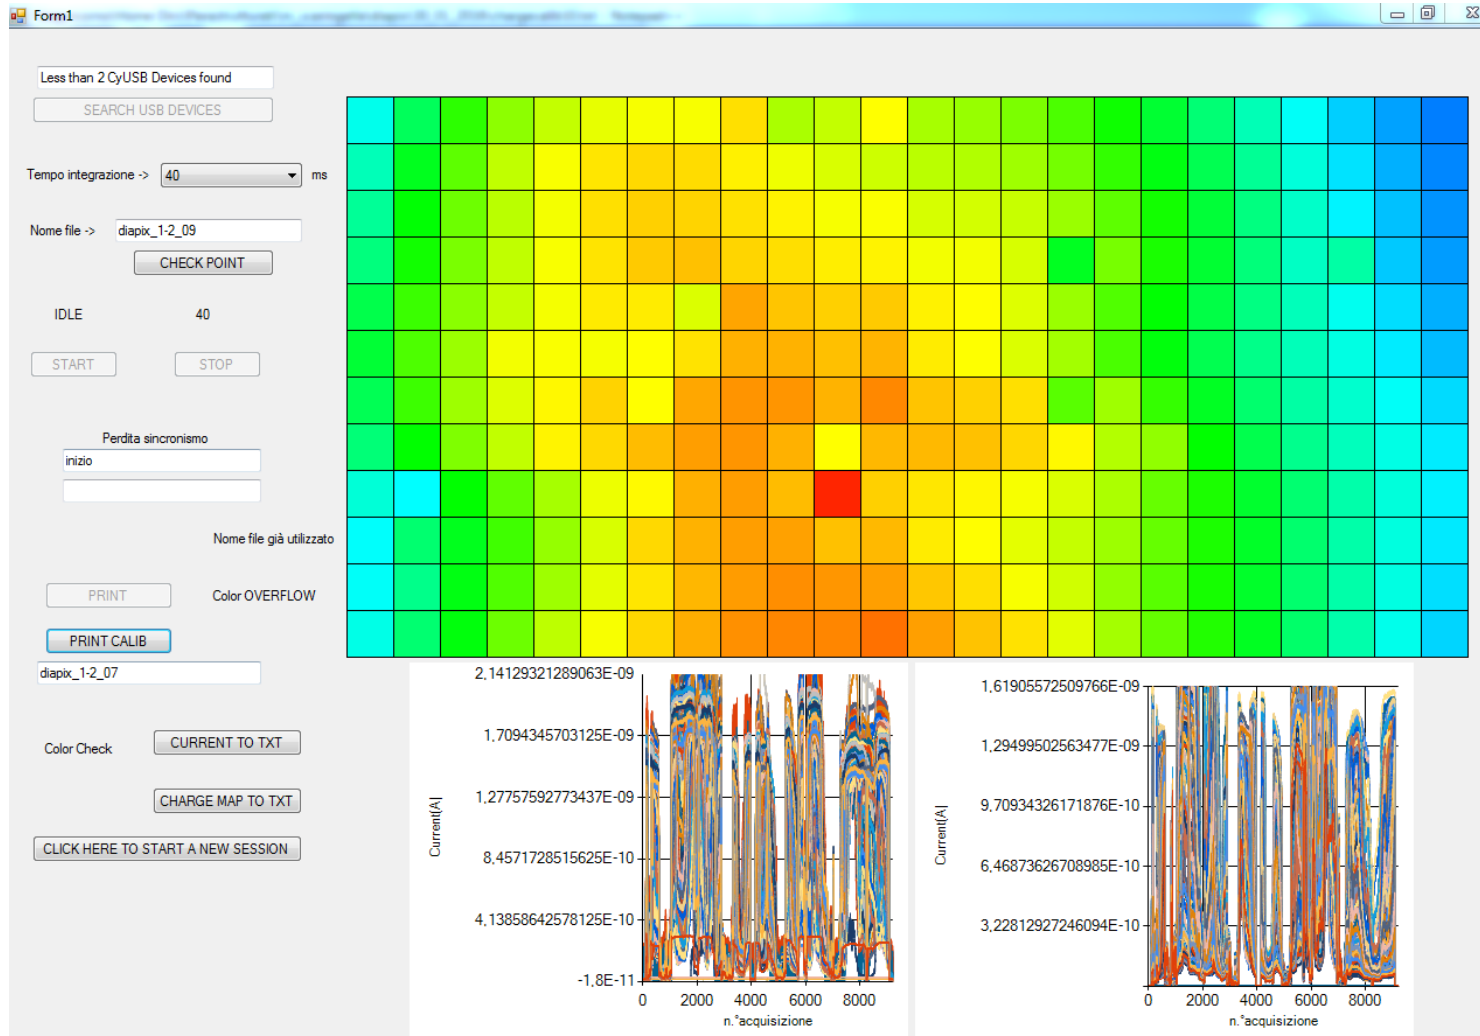 Form1
Less than 2 CyUSB Devices found
SEARCH USB DEVICES
Tempo integrazione -> 40 ms
Nome file -> diapix_1-2_09
CHECK POINT
IDLE 40
START STOP
Perdita sincronismo
inizio
Nome file già utilizzato
PRINT Color OVERFLOW
PRINT CALIB
diapix_1-2_07
Color Check CURRENT TO TXT
CHARGE MAP TO TXT
CLICK HERE TO START A NEW SESSION
2,14129321289063E-09
1,7094345703125E-09
1,27757592773437E-09
8,4571728515625E-10
4,13858642578125E-10
-1,8E-11
Current[A]
0 2000 4000 6000 8000
n.°acquisizione
1,61905572509766E-09
1,29499502563477E-09
9,70934326171876E-10
6,46873626708985E-10
3,22812927246094E-10
Current[A]
0 2000 4000 6000 8000
n.°acquisizione